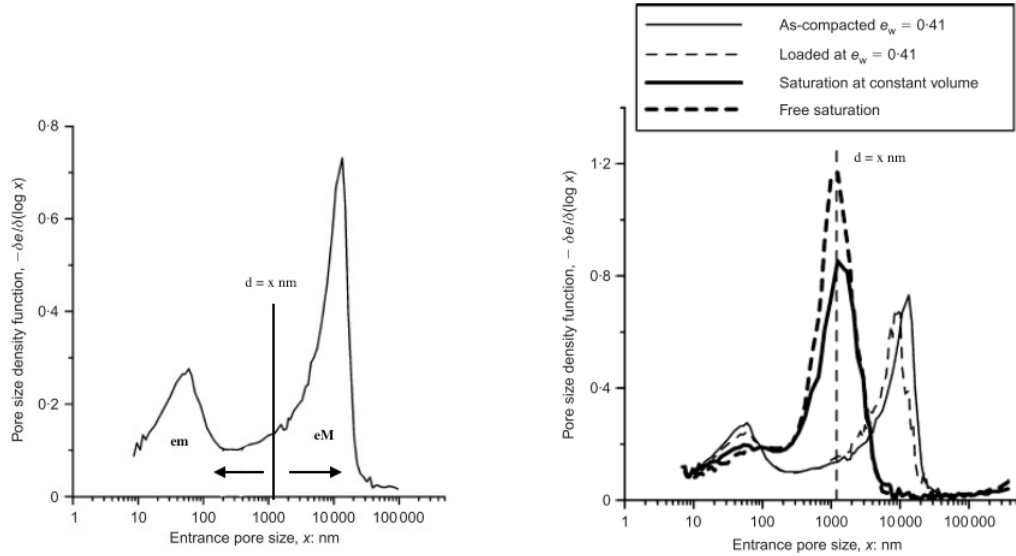 Pore size density function, − δe/δ(log x)
0·8
0·6
0·4
0·2
0
d = x nm
em
eM
1
10
100
1000
10 000
100 000
Entrance pore size, x: nm
As-compacted ew = 0·41
Loaded at ew = 0·41
Saturation at constant volume
Free saturation
Pore size density function, − δe/δ(log x)
1·2
0·8
0·4
0
d = x nm
1
10
100
1000
10 000
100 000
Entrance pore size, x: nm